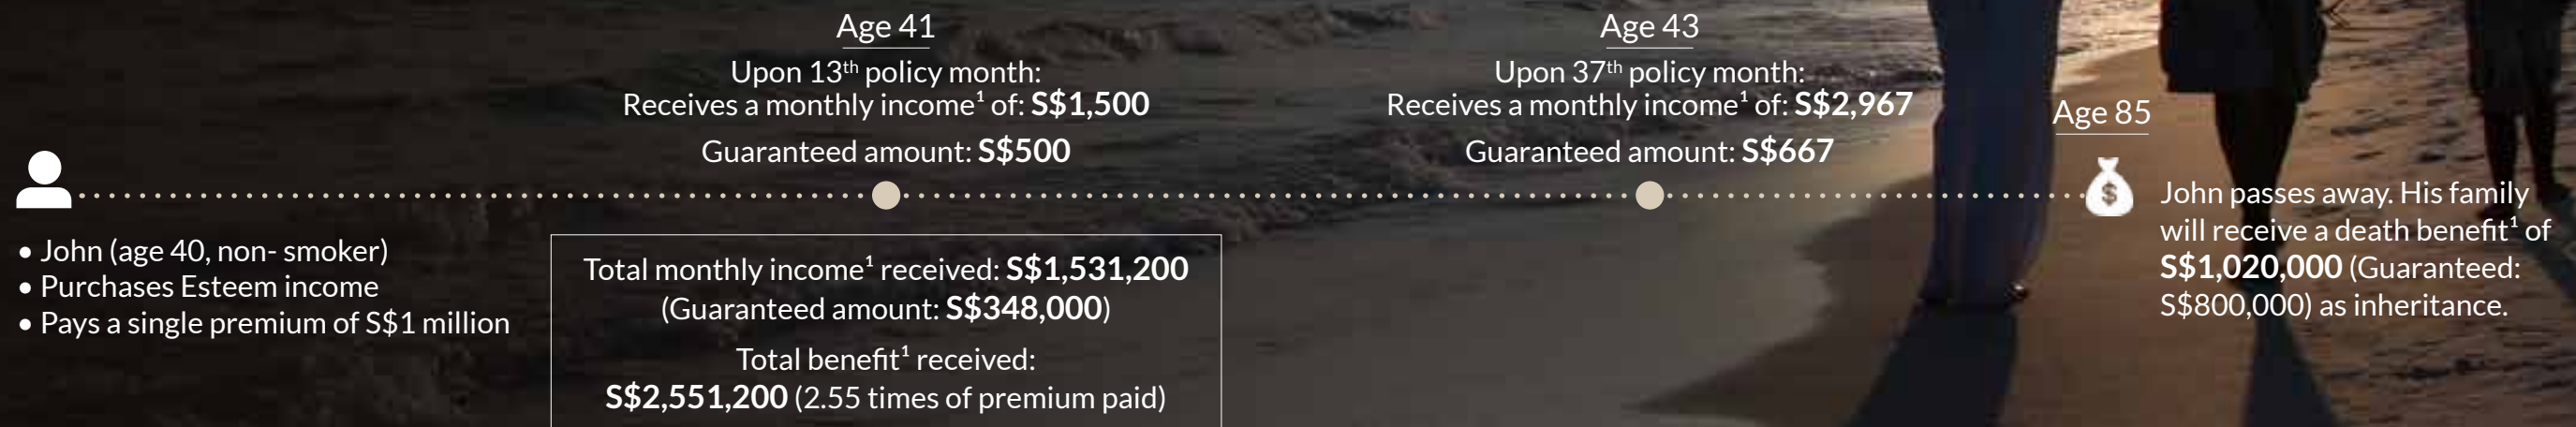 Age 41
Upon 13th policy month:
Receives a monthly income¹ of: S$1,500
Guaranteed amount: S$500
Age 43
Upon 37th policy month:
Receives a monthly income¹ of: S$2,967
Guaranteed amount: S$667
Age 85
$
John passes away. His family
will receive a death benefit¹ of
S$1,020,000 (Guaranteed:
S$800,000) as inheritance.
• John (age 40, non- smoker)
• Purchases Esteem income
• Pays a single premium of S$1 million
Total monthly income¹ received: S$1,531,200
(Guaranteed amount: S$348,000)
Total benefit¹ received:
S$2,551,200 (2.55 times of premium paid)